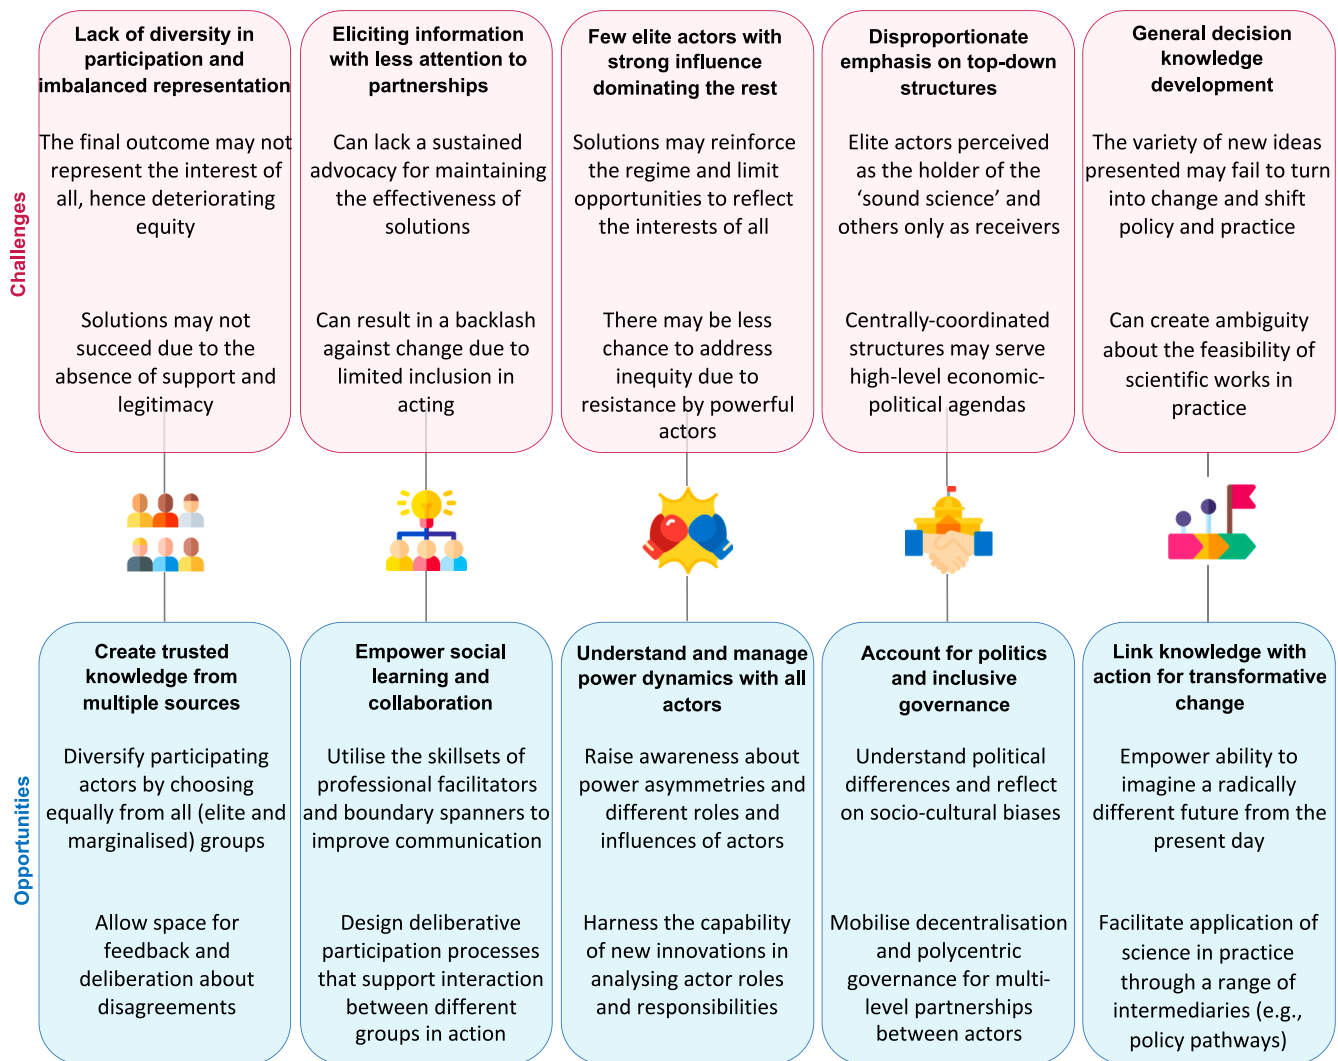 Challenges
Lack of diversity in
participation and
imbalanced representation
The final outcome may not
represent the interest of
all, hence deteriorating
equity
Solutions may not
succeed due to the
absence of support and
legitimacy
Eliciting information
with less attention to
partnerships
Can lack a sustained
advocacy for maintaining
the effectiveness of
solutions
Can result in a backlash
against change due to
limited inclusion in
acting
Few elite actors with
strong influence
dominating the rest
Solutions may reinforce
the regime and limit
opportunities to reflect
the interests of all
There may be less
chance to address
inequity due to
resistance by powerful
actors
Disproportionate
emphasis on top-down
structures
Elite actors perceived
as the holder of the
‘sound science’ and
others only as receivers
Centrally-coordinated
structures may serve
high-level economic-
political agendas
General decision
knowledge
development
The variety of new ideas
presented may fail to turn
into change and shift
policy and practice
Can create ambiguity
about the feasibility of
scientific works in
practice
Opportunities
Create trusted
knowledge from
multiple sources
Diversify participating
actors by choosing
equally from all (elite and
marginalised) groups
Allow space for
feedback and
deliberation about
disagreements
Empower social
learning and
collaboration
Utilise the skillsets of
professional facilitators
and boundary spanners to
improve communication
Design deliberative
participation processes
that support interaction
between different
groups in action
Understand and manage
power dynamics with all
actors
Raise awareness about
power asymmetries and
different roles and
influences of actors
Harness the capability
of new innovations in
analysing actor roles
and responsibilities
Account for politics
and inclusive
governance
Understand political
differences and reflect
on socio-cultural biases
Mobilise decentralisation
and polycentric
governance for multi-
level partnerships
between actors
Link knowledge with
action for transformative
change
Empower ability to
imagine a radically
different future from the
present day
Facilitate application of
science in practice
through a range of
intermediaries (e.g.,
policy pathways)